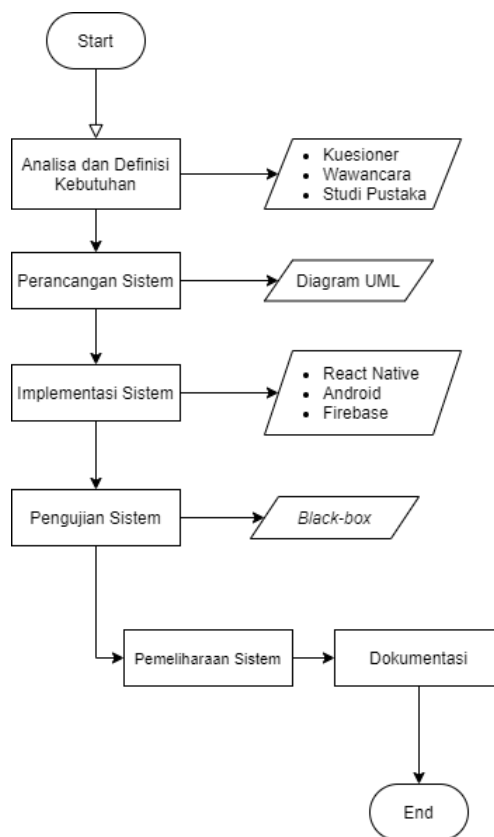 Start
Analisa dan Definisi
Kebutuhan
• Kuesioner
• Wawancara
• Studi Pustaka
Perancangan Sistem
Diagram UML
Implementasi Sistem
• React Native
• Android
• Firebase
Pengujian Sistem
Black-box
Pemeliharaan Sistem
Dokumentasi
End